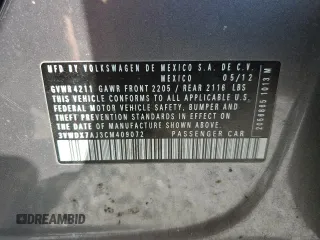 MFD BY VOLKSWAGEN DE MEXICO S.A. DE C.V.
MEXICO 05/12
GVWR4211 GAWR FRONT 2205 / REAR 2116 LBS
THIS VEHICLE CONFORMS TO ALL APPLICABLE
FEDERAL MOTOR VEHICLE SAFETY, BUMPER AND
THEFT PREVENTION STANDARDS IN EFFECT ON
THE DATE OF MANUFACTURE SHOWN ABOVE
3VWDX7AJ3CM409072 PASSENGER CAR
1013 M
DREAMBID